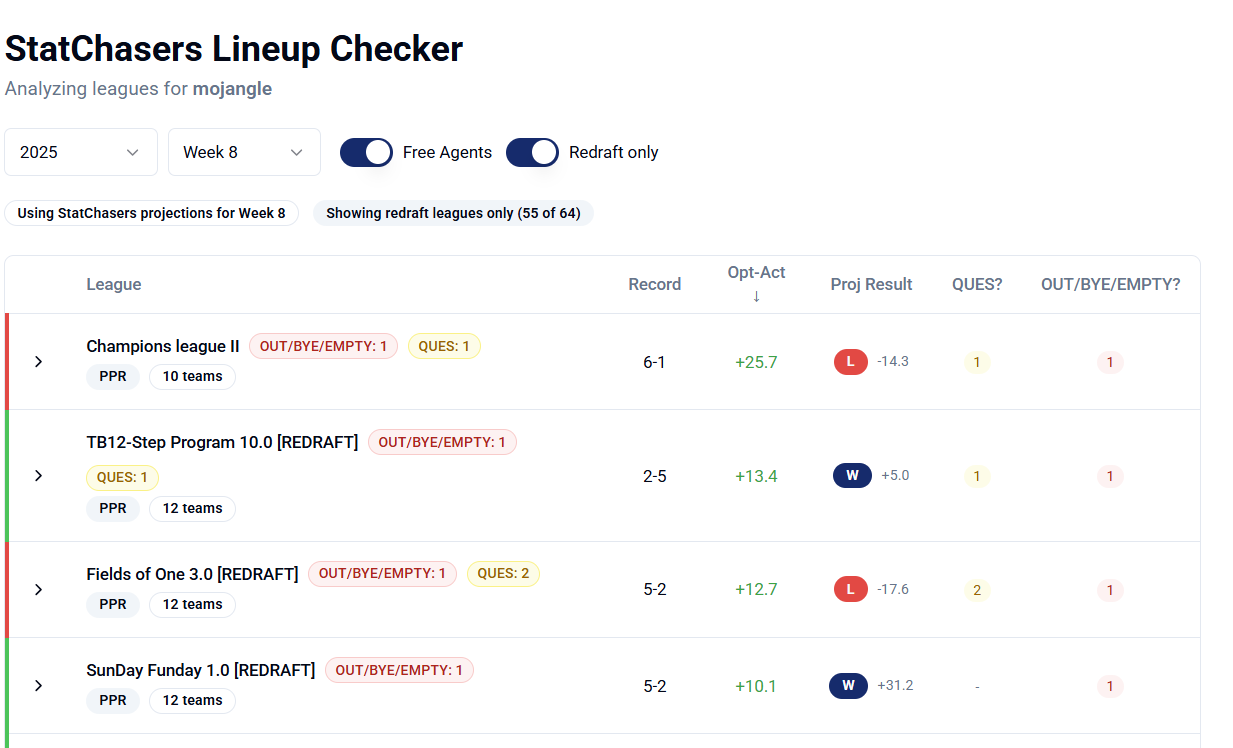 StatChasers Lineup Checker
Analyzing leagues for mojangle
2025 Week 8 Free Agents Redraft only
Using StatChasers projections for Week 8 Showing redraft leagues only (55 of 64)
League Record Opt-Act ↓ Proj Result QUES? OUT/BYE/EMPTY?
Champions league II OUT/BYE/EMPTY: 1 QUES: 1
PPR 10 teams
6-1 +25.7 L -14.3 1 1
TB12-Step Program 10.0 [REDRAFT] OUT/BYE/EMPTY: 1
QUES: 1
PPR 12 teams
2-5 +13.4 W +5.0 1 1
Fields of One 3.0 [REDRAFT] OUT/BYE/EMPTY: 1 QUES: 2
PPR 12 teams
5-2 +12.7 L -17.6 2 1
SunDay Funday 1.0 [REDRAFT] OUT/BYE/EMPTY: 1
PPR 12 teams
5-2 +10.1 W +31.2 - 1